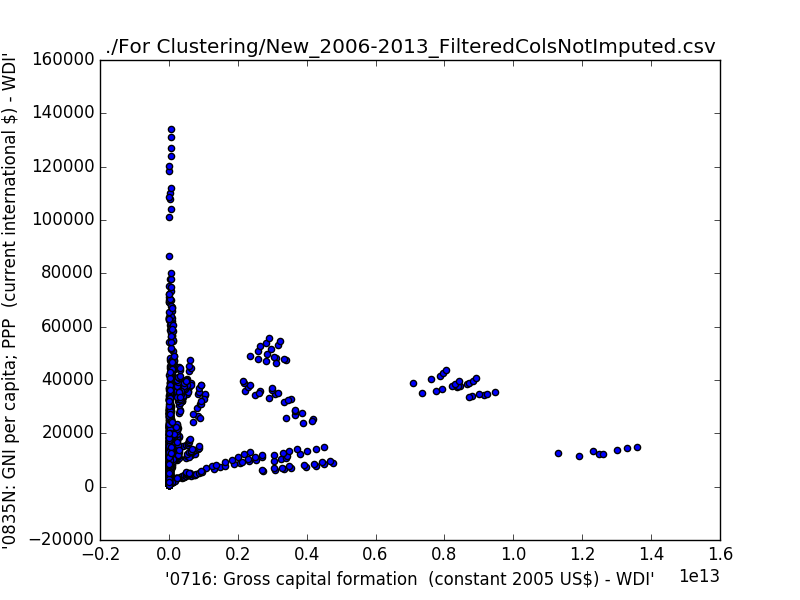 ./For Clustering/New_2006-2013_FilteredColsNotImputed.csv
160000
140000
120000
100000
80000
60000
40000
20000
0
−20000
'0835N: GNI per capita; PPP  (current international $) - WDI'
−0.2 0.0 0.2 0.4 0.6 0.8 1.0 1.2 1.4 1.6
1e13
'0716: Gross capital formation  (constant 2005 US$) - WDI'